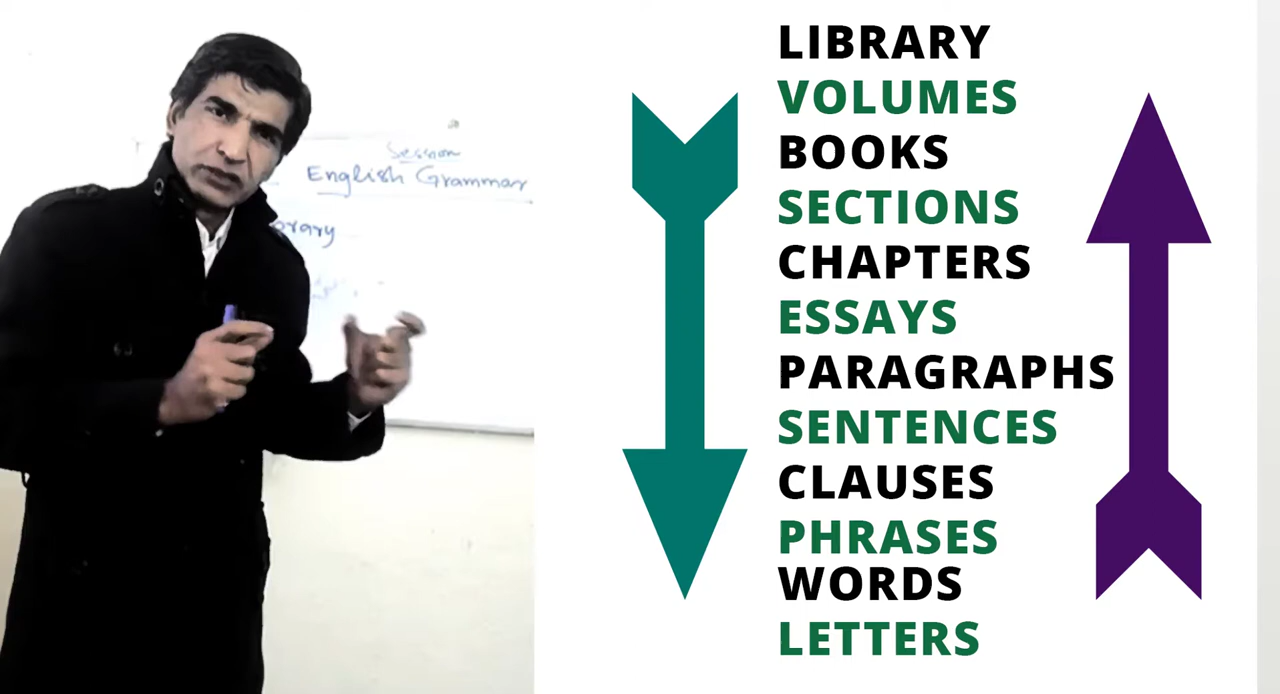 Session
English Grammar
LIBRARY
VOLUMES
BOOKS
SECTIONS
CHAPTERS
ESSAYS
PARAGRAPHS
SENTENCES
CLAUSES
PHRASES
WORDS
LETTERS